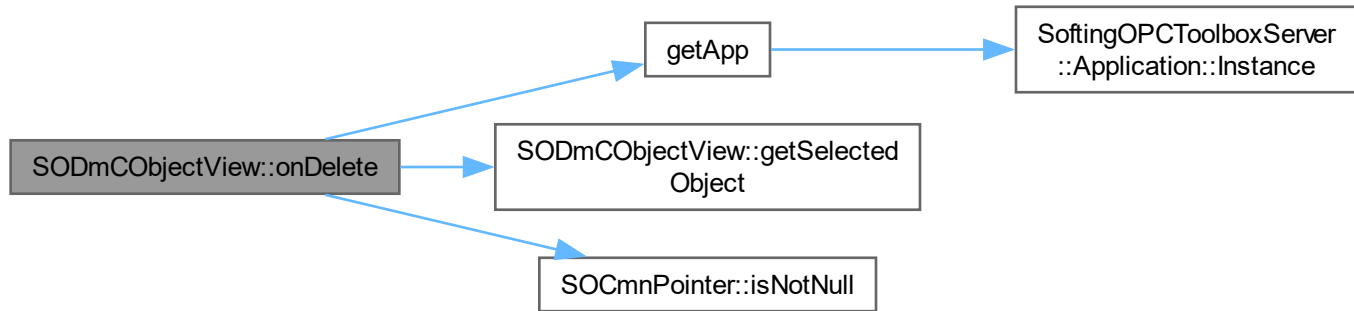 SODmCObjectView::onDelete
getApp
SoftingOPCToolboxServer
::Application::Instance
SODmCObjectView::getSelected
Object
SOCmnPointer::isNotNull